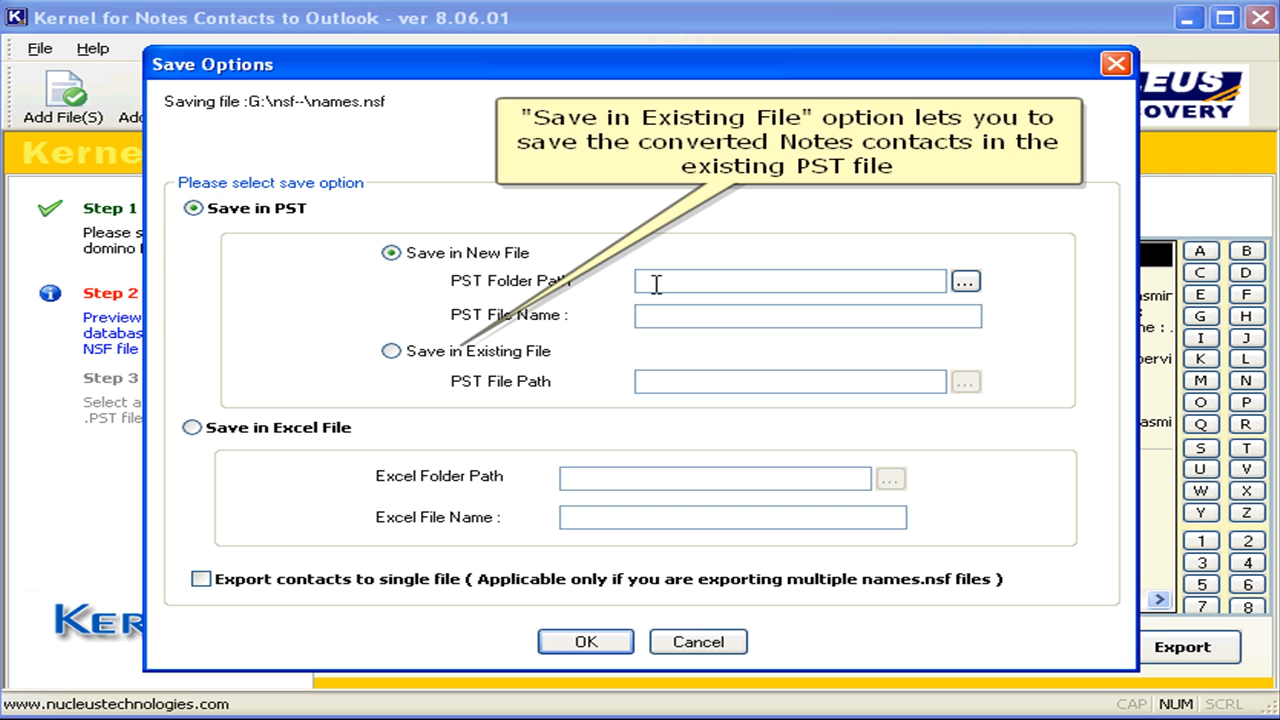 Kernel for Notes Contacts to Outlook - ver 8.06.01
File Help
Add File(S)
Save Options
Saving file :G:\nsf--\names.nsf
"Save in Existing File" option lets you to
save the converted Notes contacts in the
existing PST file
Please select save option
Save in PST
Save in New File
PST Folder Path
...
PST File Name :
Save in Existing File
PST File Path
...
Save in Excel File
Excel Folder Path
...
Excel File Name :
Export contacts to single file ( Applicable only if you are exporting multiple names.nsf files )
OK Cancel
Step 1
Please s
domino
Step 2
Preview
databas
NSF file
Step 3
Select a
.PST file
A B
C D
E F
G H
I J
K L
M N
O P
Q R
S T
U V
W X
Y Z
1 2
3 4
5 6
7 8
Export
www.nucleustechnologies.com
CAP NUM SCRL